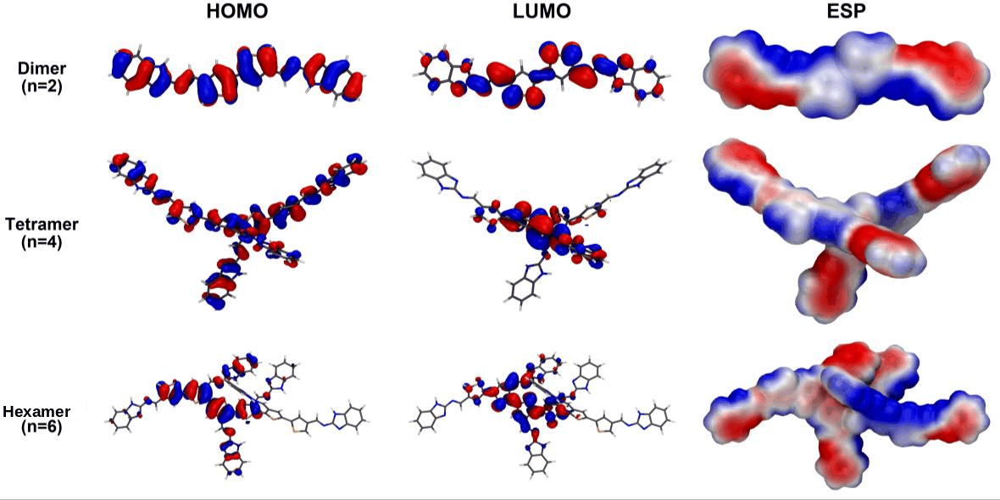 HOMO LUMO ESP
Dimer
(n=2)
Tetramer
(n=4)
Hexamer
(n=6)